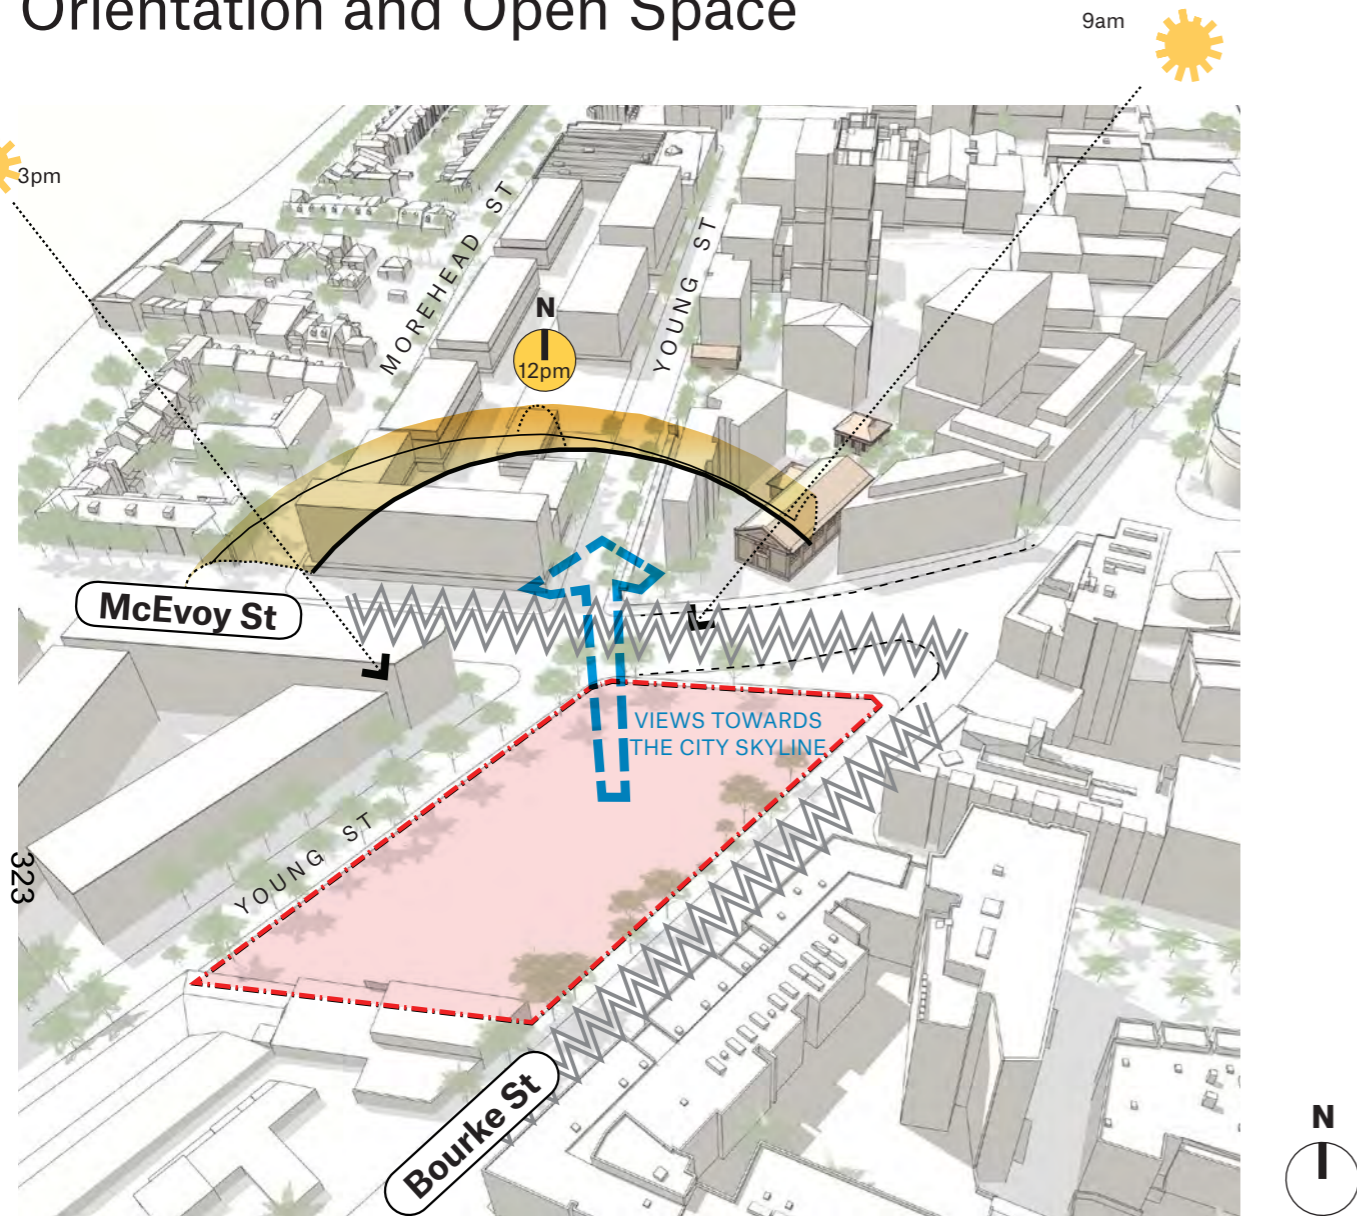 Orientation and Open Space
9am
3pm
MOREHEAD ST
YOUNG ST
N
12pm
McEvoy St
VIEWS TOWARDS
THE CITY SKYLINE
YOUNG ST
323
Bourke St
N